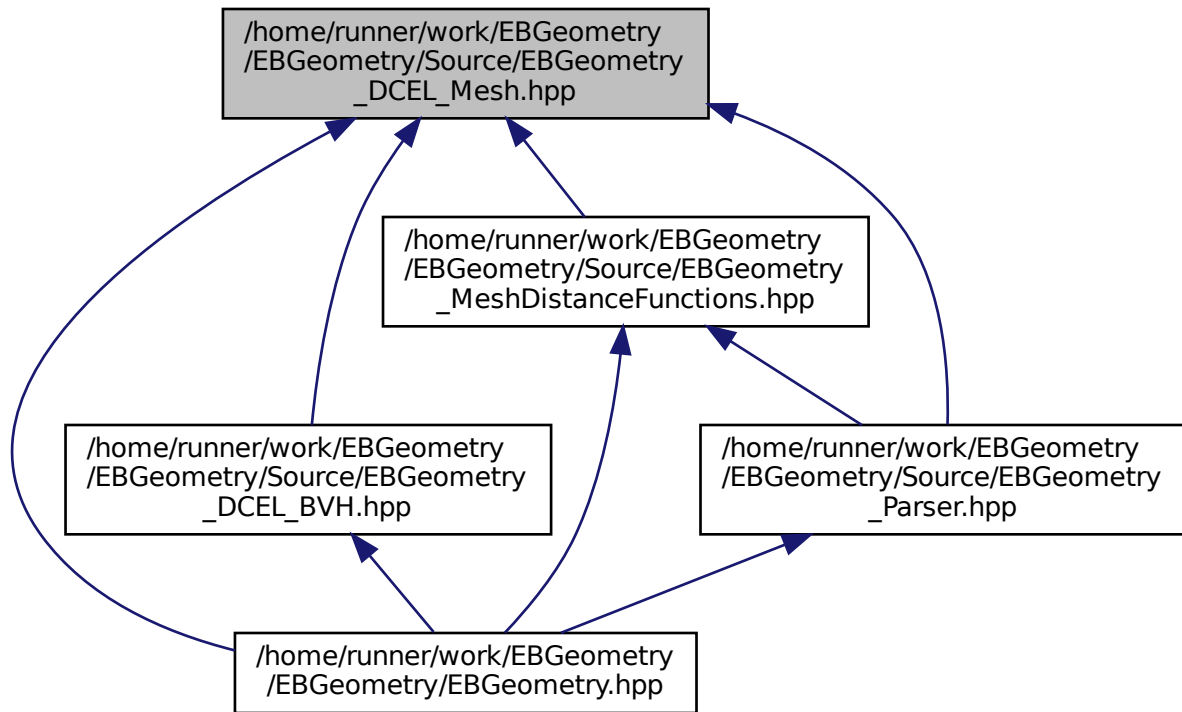 /home/runner/work/EBGeometry
/EBGeometry/Source/EBGeometry
_DCEL_Mesh.hpp
/home/runner/work/EBGeometry
/EBGeometry/Source/EBGeometry
_MeshDistanceFunctions.hpp
/home/runner/work/EBGeometry
/EBGeometry/Source/EBGeometry
_DCEL_BVH.hpp
/home/runner/work/EBGeometry
/EBGeometry/Source/EBGeometry
_Parser.hpp
/home/runner/work/EBGeometry
/EBGeometry/EBGeometry.hpp